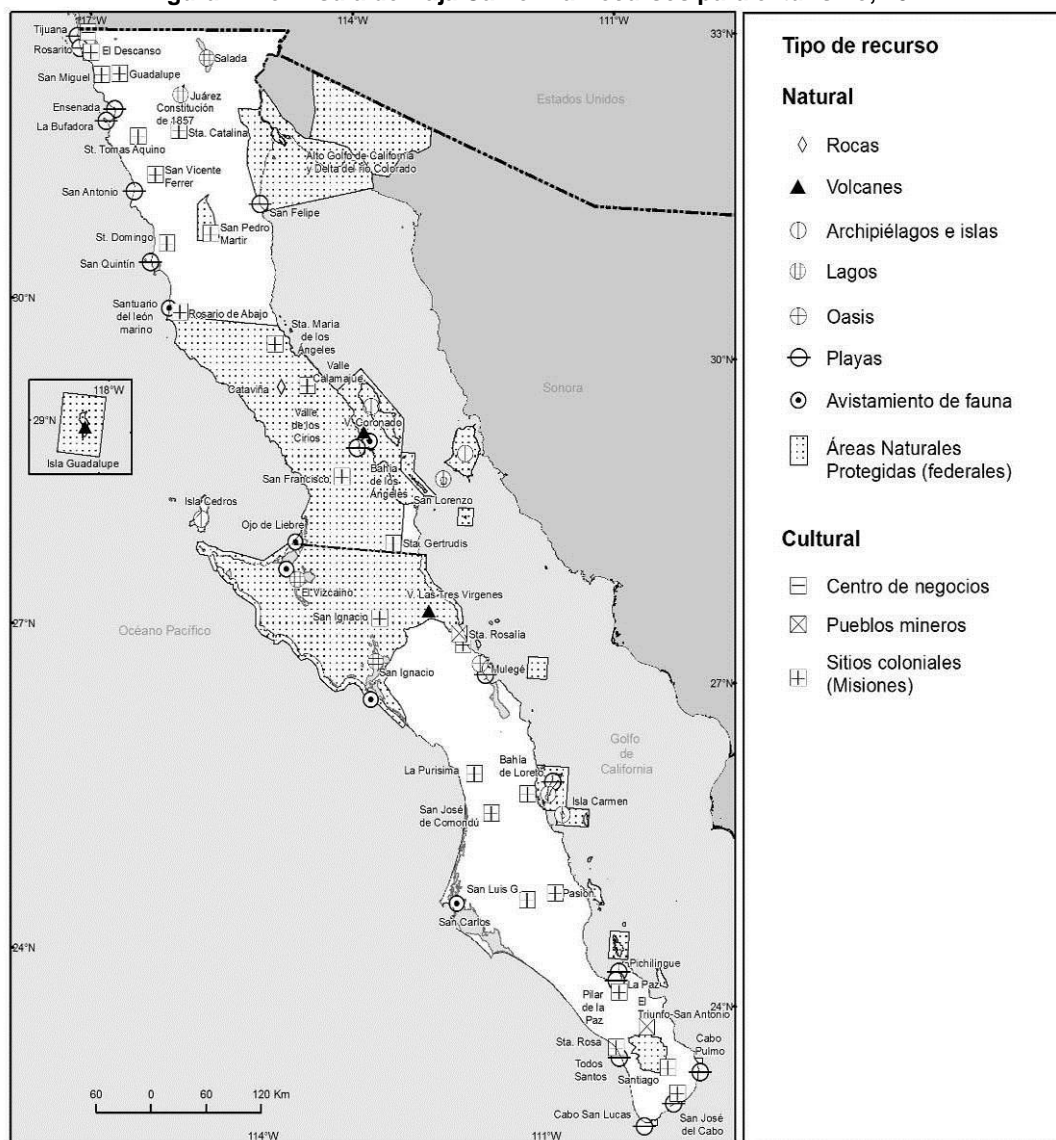 117°W
114°W
33°N
Tijuana
Rosarito
El Descanso
Salada
San Miguel
Guadalupe
Juárez
Constitución
de 1857
Ensenada
La Bufadora
Sta. Catalina
St. Tomas Aquino
San Vicente
Ferrer
San Antonio
Estados Unidos
Alto Golfo de California
y Delta del río Colorado
San Felipe
San Pedro
Martir
St. Domingo
San Quintín
30°N
Santuario
del león
marino
Rosario de Abajo
Sta. Maria
de los
Ángeles
30°N
Valle
Calamajué
Cataviña
Sonora
118°W
29°N
Isla Guadalupe
29°N
V. Coronado
Valle
de los
Cirios
Bahía
de los
Ángeles
San Francisco
San Lorenzo
Isla Cedros
Ojo de Liebre
Sta. Gertrudis
El Vizcaino
V. Las Tres Virgenes
27°N
Océano Pacífico
San Ignacio
Sta. Rosalía
San Ignacio
Mulegé
27°N
Golfo
de
California
La Purisima
Bahía
de Loreto
Isla Carmen
San José
de Comondú
San Luis G.
Pasión
San Carlos
24°N
Pichilingue
La Paz
Pilar
de la
Paz
24°N
Triunfo-San Antonio
Sta. Rosa
Cabo
Pulmo
Todos
Santos
Santiago
Cabo San Lucas
San José
del Cabo
60 0 60 120 Km
114°W
111°W
111°W
Tipo de recurso
Natural
Rocas
Volcanes
Archipiélagos e islas
Lagos
Oasis
Playas
Avistamiento de fauna
Áreas Naturales
Protegidas (federales)
Cultural
Centro de negocios
Pueblos mineros
Sitios coloniales
(Misiones)